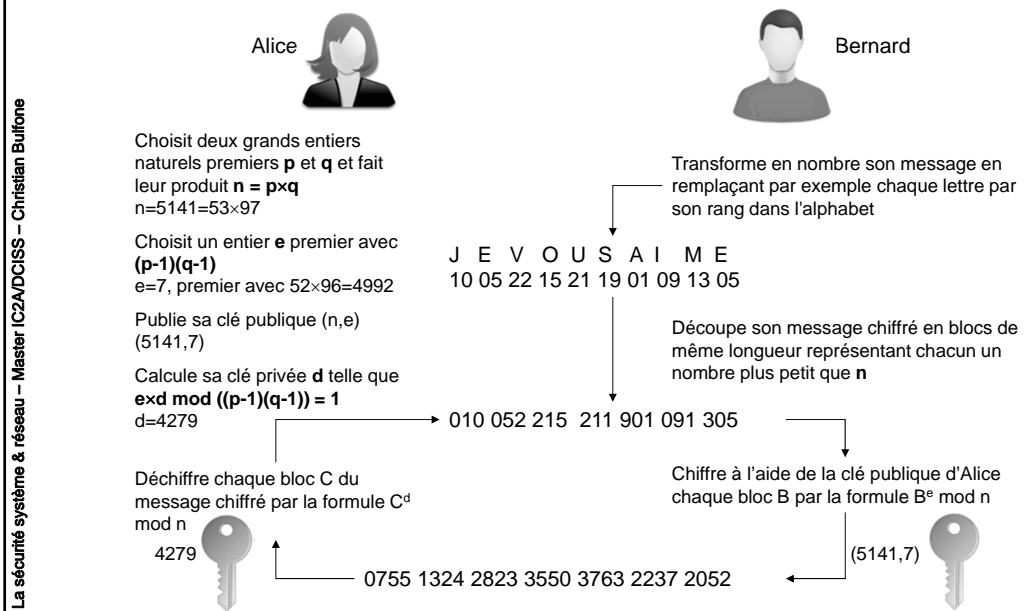 La sécurité système & réseau – Master IC2A/DCISS – Christian Bulfone
Alice
Choisit deux grands entiers
naturels premiers p et q et fait
leur produit n = p×q
n=5141=53×97
Choisit un entier e premier avec
(p-1)(q-1)
e=7, premier avec 52×96=4992
Publie sa clé publique (n,e)
(5141,7)
Calcule sa clé privée d telle que
e×d mod ((p-1)(q-1)) = 1
d=4279
Déchiffre chaque bloc C du
message chiffré par la formule Cᵈ
mod n
4279
Bernard
Transforme en nombre son message en
remplaçant par exemple chaque lettre par
son rang dans l'alphabet
J E V O U S A I M E
10 05 22 15 21 19 01 09 13 05
Découpe son message chiffré en blocs de
même longueur représentant chacun un
nombre plus petit que n
010 052 215 211 901 091 305
Chiffre à l’aide de la clé publique d’Alice
chaque bloc B par la formule Bᵉ mod n
(5141,7)
0755 1324 2823 3550 3763 2237 2052